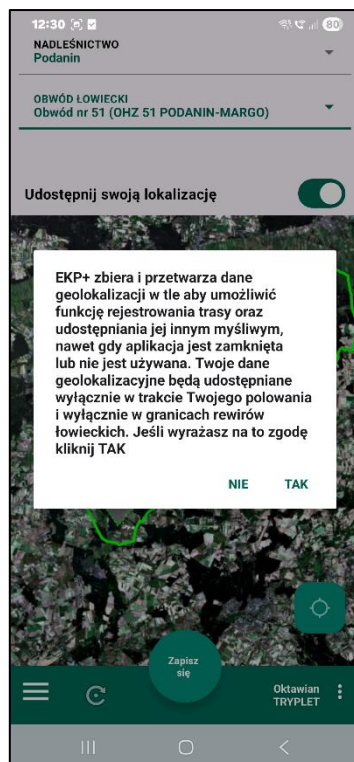 12:30
80
NADLEŚNICTWO
Podanin
OBWÓD ŁOWIECKI
Obwód nr 51 (OHZ 51 PODANIN-MARGO)
Udostępnij swoją lokalizację
EKP+ zbiera i przetwarza dane
geolokalizacji w tle aby umożliwić
funkcję rejestrowania trasy oraz
udostępniania jej innym myśliwym,
nawet gdy aplikacja jest zamknięta
lub nie jest używana. Twoje dane
geolokalizacyjne będą udostępniane
wyłącznie w trakcie Twojego polowania
i wyłącznie w granicach rewirów
łowieckich. Jeśli wyrażasz na to zgodę
kliknij TAK
NIE TAK
Zapisz
się
Oktawian
TRYPLET